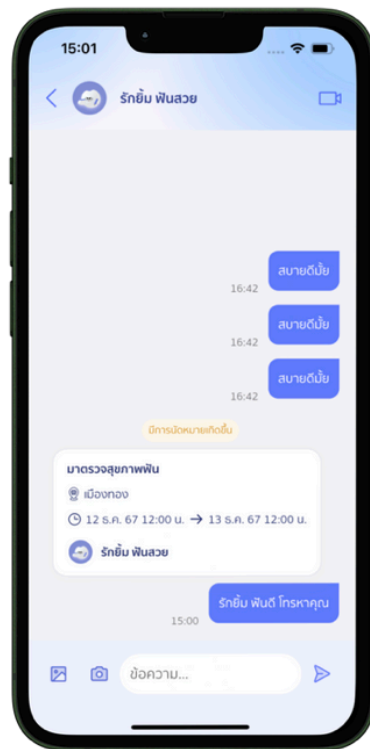 15:01
รักยิ้ม ฟันสวย
สบายดีมั้ย
16:42
สบายดีมั้ย
16:42
สบายดีมั้ย
16:42
มีการนัดหมายเกิดขึ้น
มาตรวจสุขภาพฟัน
เมืองทอง
12 ธ.ค. 67 12:00 น. → 13 ธ.ค. 67 12:00 น.
รักยิ้ม ฟันสวย
รักยิ้ม ฟันดี โทรหาคุณ
15:00
ข้อความ...